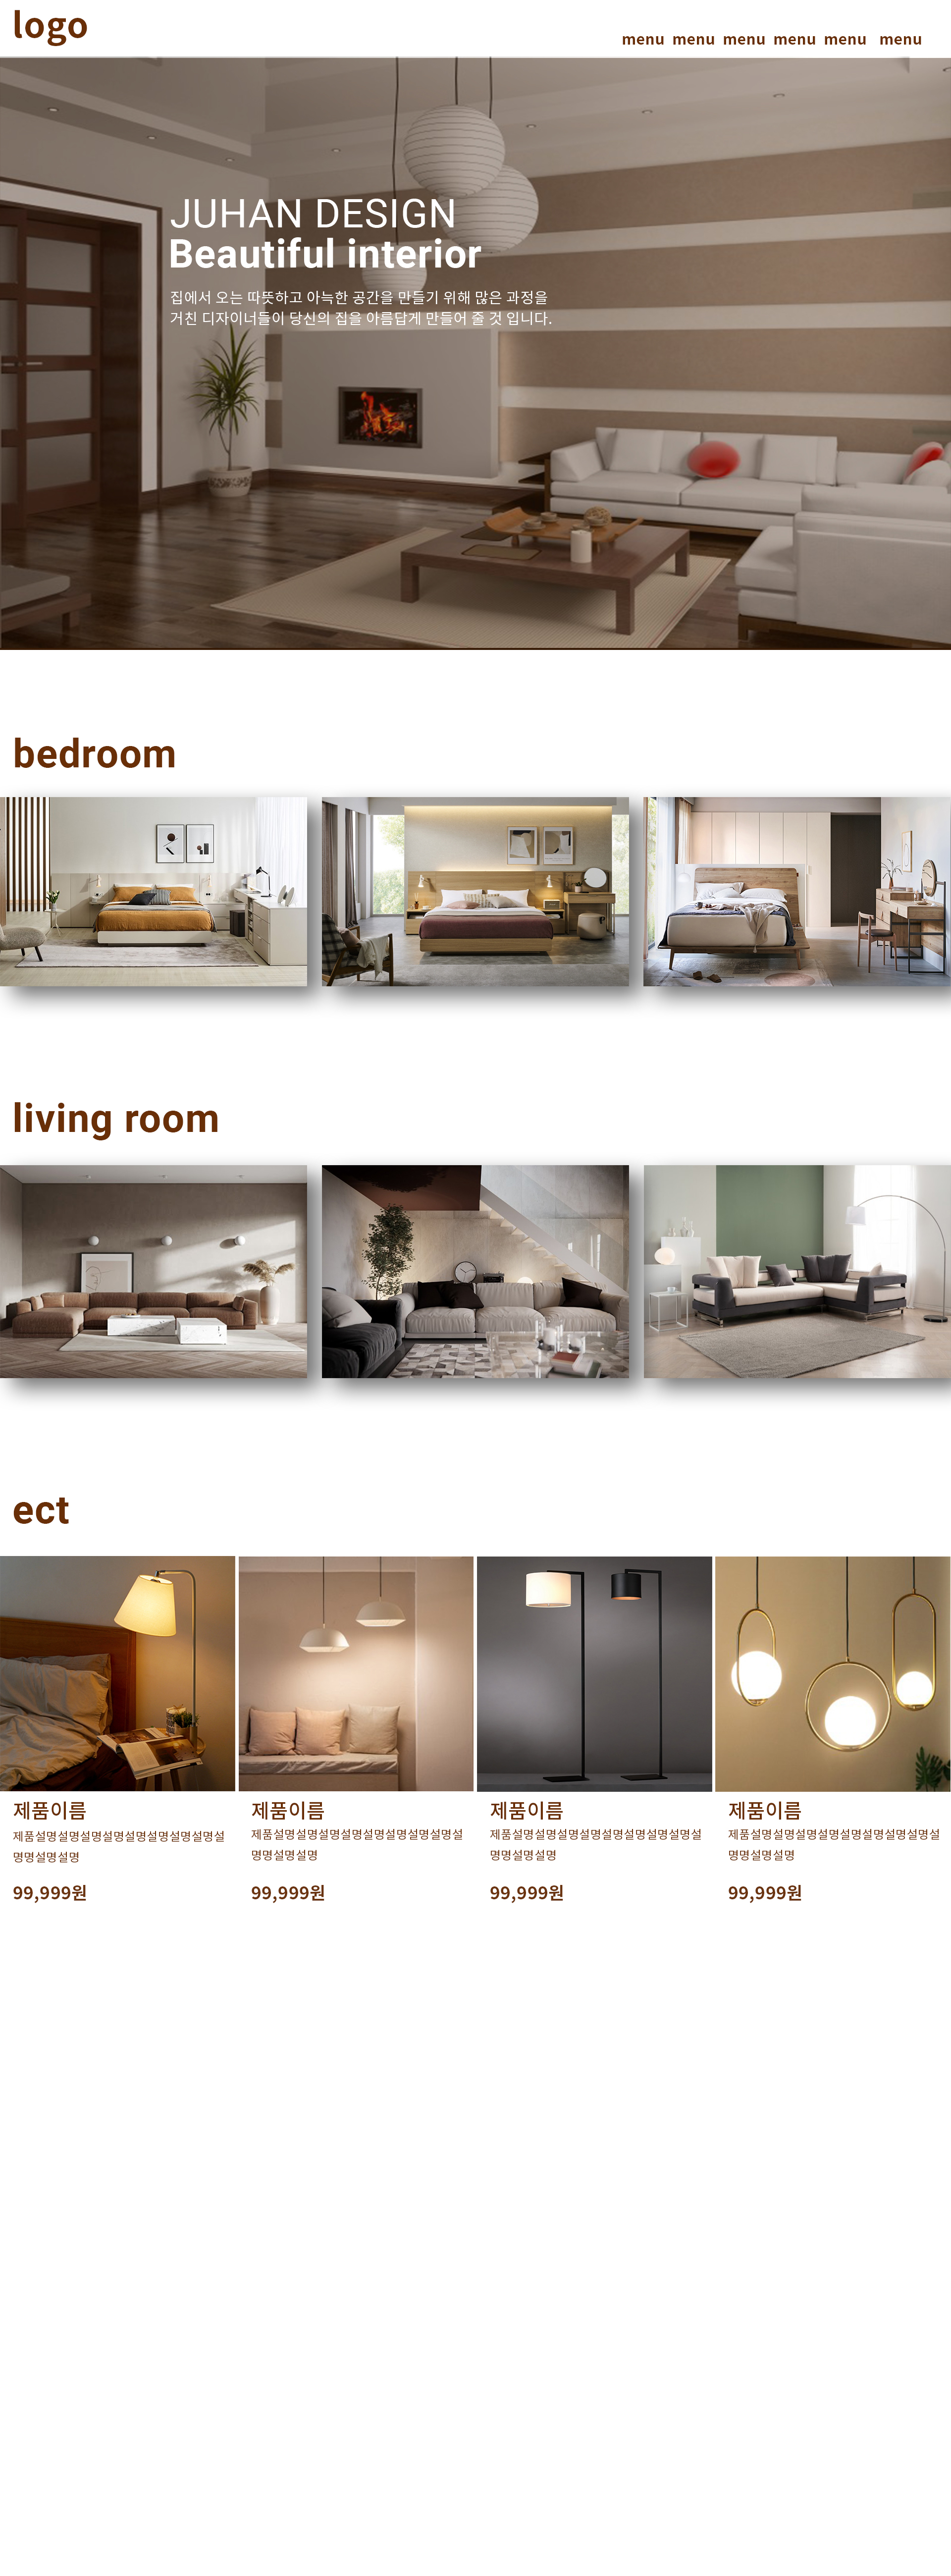 logo
menu menu menu menu menu menu
JUHAN DESIGN
Beautiful interior
집에서 오는 따뜻하고 아늑한 공간을 만들기 위해 많은 과정을
거친 디자이너들이 당신의 집을 아름답게 만들어 줄 것 입니다.
bedroom
living room
ect
제품이름
제품설명설명설명설명설명설명설명설명설
명명설명설명
99,999원
제품이름
제품설명설명설명설명설명설명설명설명설
명명설명설명
99,999원
제품이름
제품설명설명설명설명설명설명설명설명설
명명설명설명
99,999원
제품이름
제품설명설명설명설명설명설명설명설명설
명명설명설명
99,999원